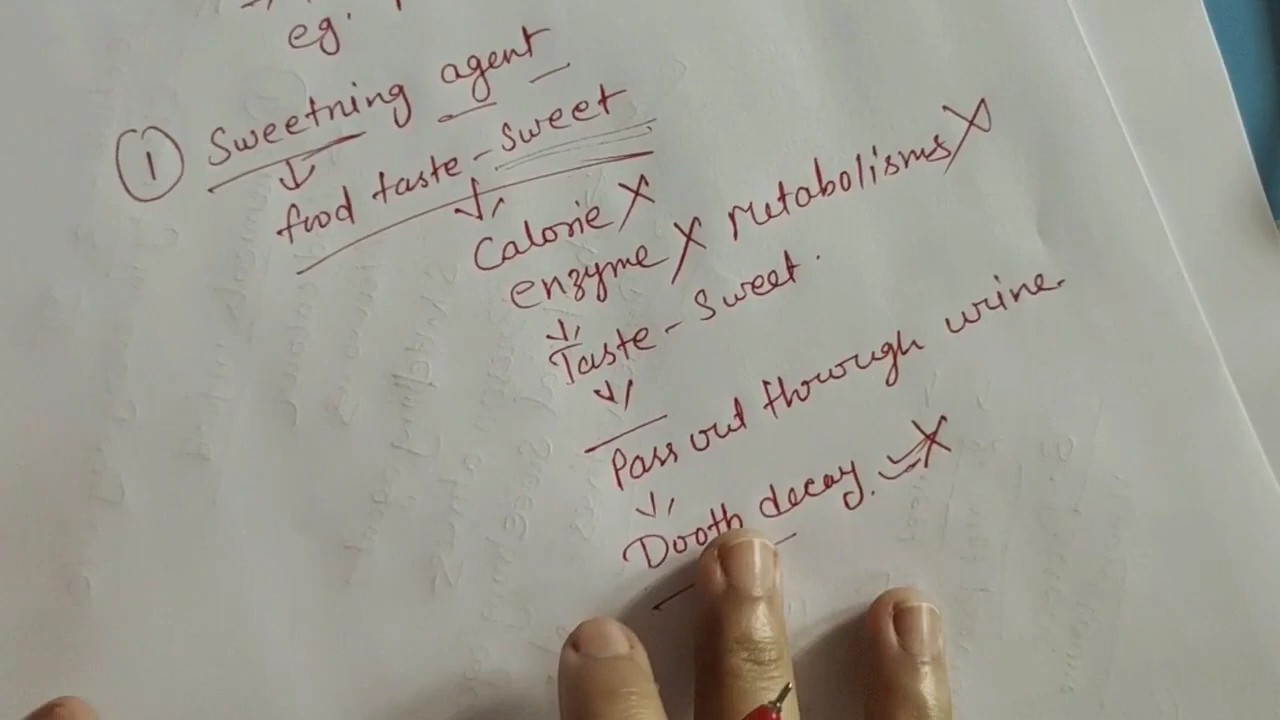 eg.
① Sweetning agent
food taste - sweet
Calorie X
enzyme X Metabolisms X
Taste - Sweet.
Pass out through urine.
Dooth decay. X